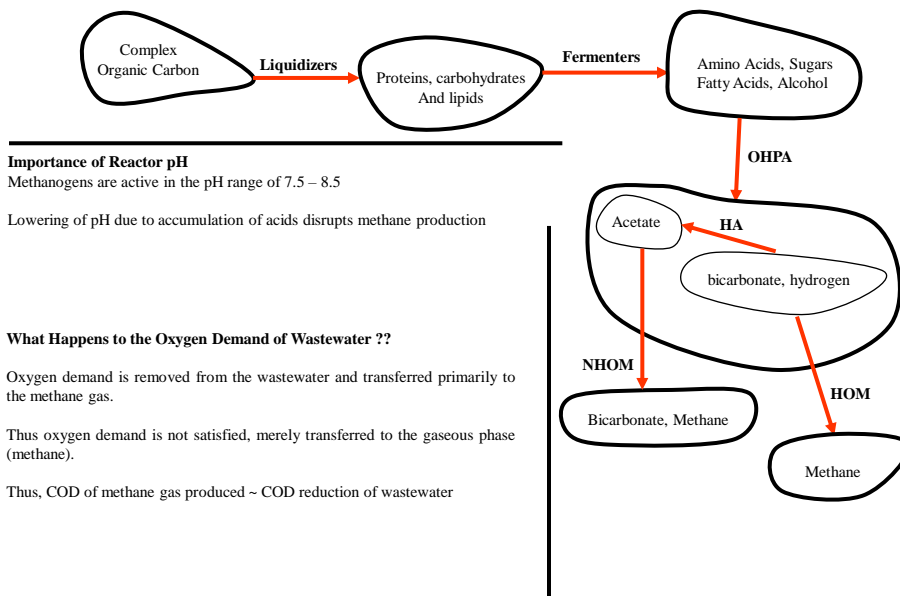 Complex
Organic Carbon
Liquidizers
Proteins, carbohydrates
And lipids
Fermenters
Amino Acids, Sugars
Fatty Acids, Alcohol
OHPA
Importance of Reactor pH
Methanogens are active in the pH range of 7.5 – 8.5
Lowering of pH due to accumulation of acids disrupts methane production
Acetate
HA
bicarbonate, hydrogen
What Happens to the Oxygen Demand of Wastewater ??
Oxygen demand is removed from the wastewater and transferred primarily to
the methane gas.
Thus oxygen demand is not satisfied, merely transferred to the gaseous phase
(methane).
Thus, COD of methane gas produced ~ COD reduction of wastewater
NHOM
HOM
Bicarbonate, Methane
Methane